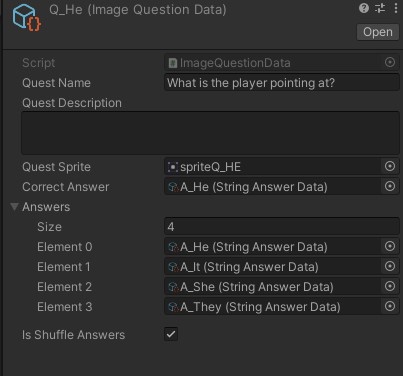 Q_He (Image Question Data)
Open
Script ImageQuestionData
Quest Name What is the player pointing at?
Quest Description
Quest Sprite spriteQ_HE
Correct Answer A_He (String Answer Data)
Answers
Size 4
Element 0 A_He (String Answer Data)
Element 1 A_It (String Answer Data)
Element 2 A_She (String Answer Data)
Element 3 A_They (String Answer Data)
Is Shuffle Answers